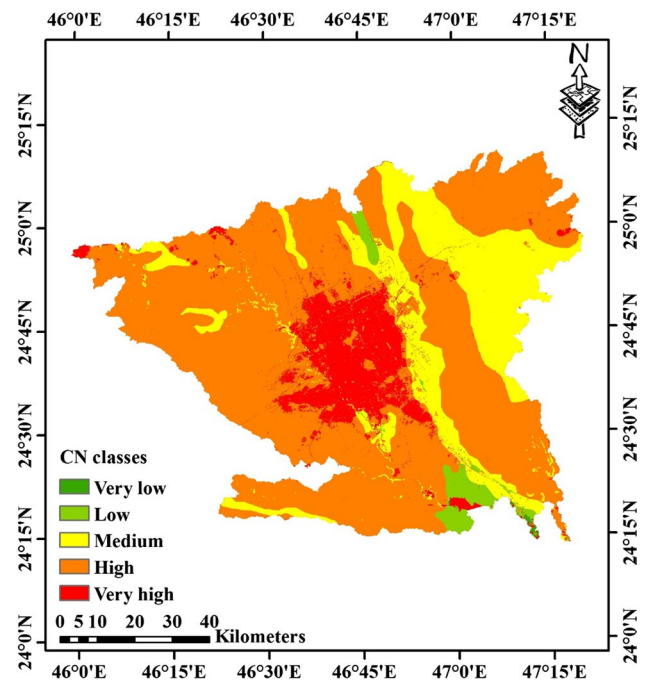 46°0'E 46°15'E 46°30'E 46°45'E 47°0'E 47°15'E
N
25°15'N 25°15'N
25°0'N 25°0'N
24°45'N 24°45'N
24°30'N 24°30'N
24°15'N 24°15'N
24°0'N 24°0'N
CN classes
Very low
Low
Medium
High
Very high
0 5 10 20 30 40
Kilometers
46°0'E 46°15'E 46°30'E 46°45'E 47°0'E 47°15'E